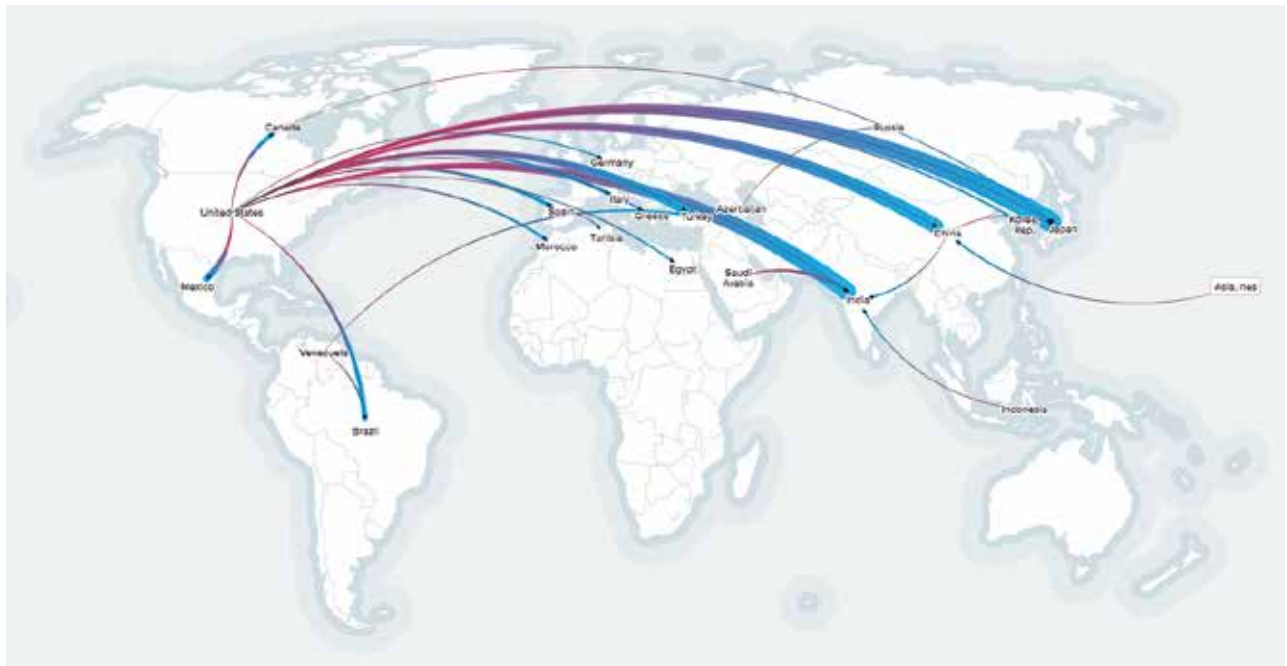 Canada
Russia
Germany
Italy
United States
Spain
Greece
Turkey
Azerbaijan
Korea,
Rep.
Japan
China
Tunisia
Morocco
Egypt
Saudi
Arabia
Mexico
Asia, nes
India
Venezuela
Indonesia
Brazil